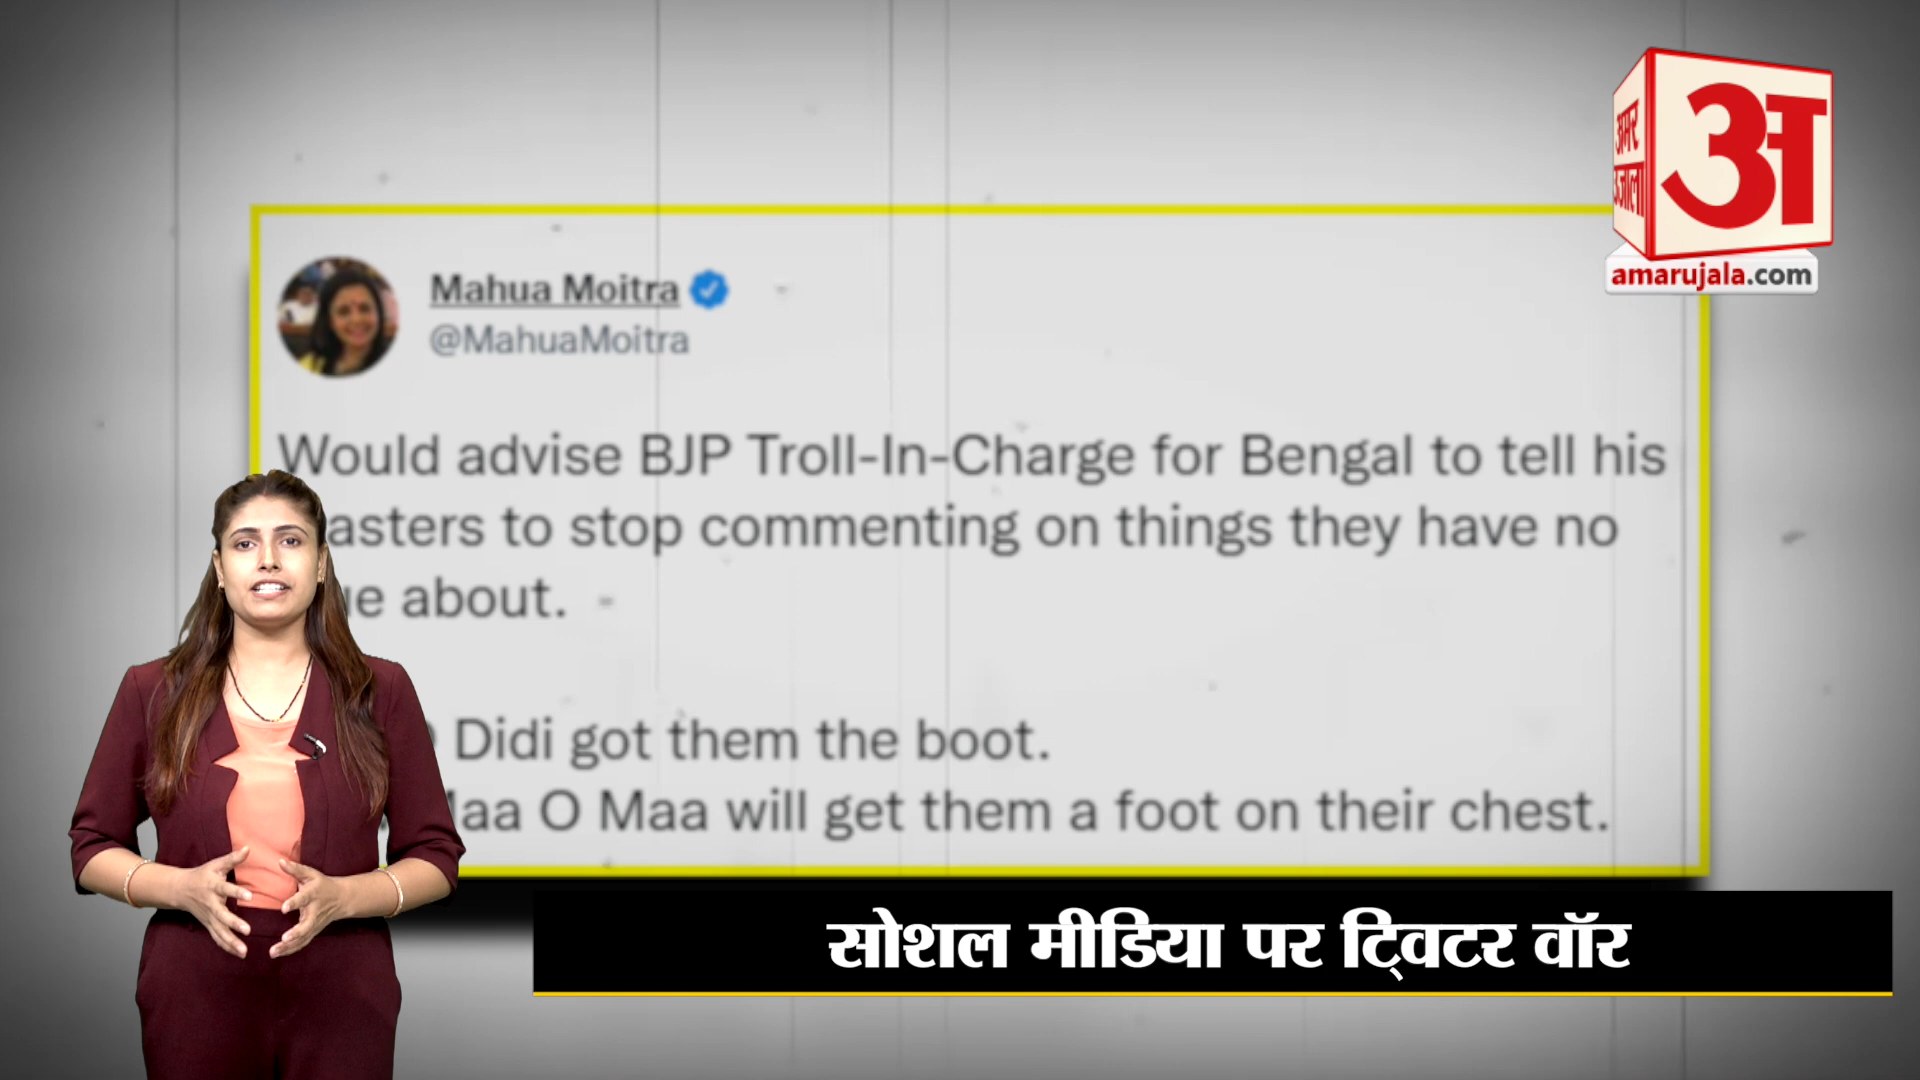 अमर
उजाला
अ
amarujala.com
Mahua Moitra
@MahuaMoitra
Would advise BJP Troll-In-Charge for Bengal to tell his
asters to stop commenting on things they have no
ue about.
Didi got them the boot.
Maa O Maa will get them a foot on their chest.
सोशल मीडिया पर ट्विटर वॉर